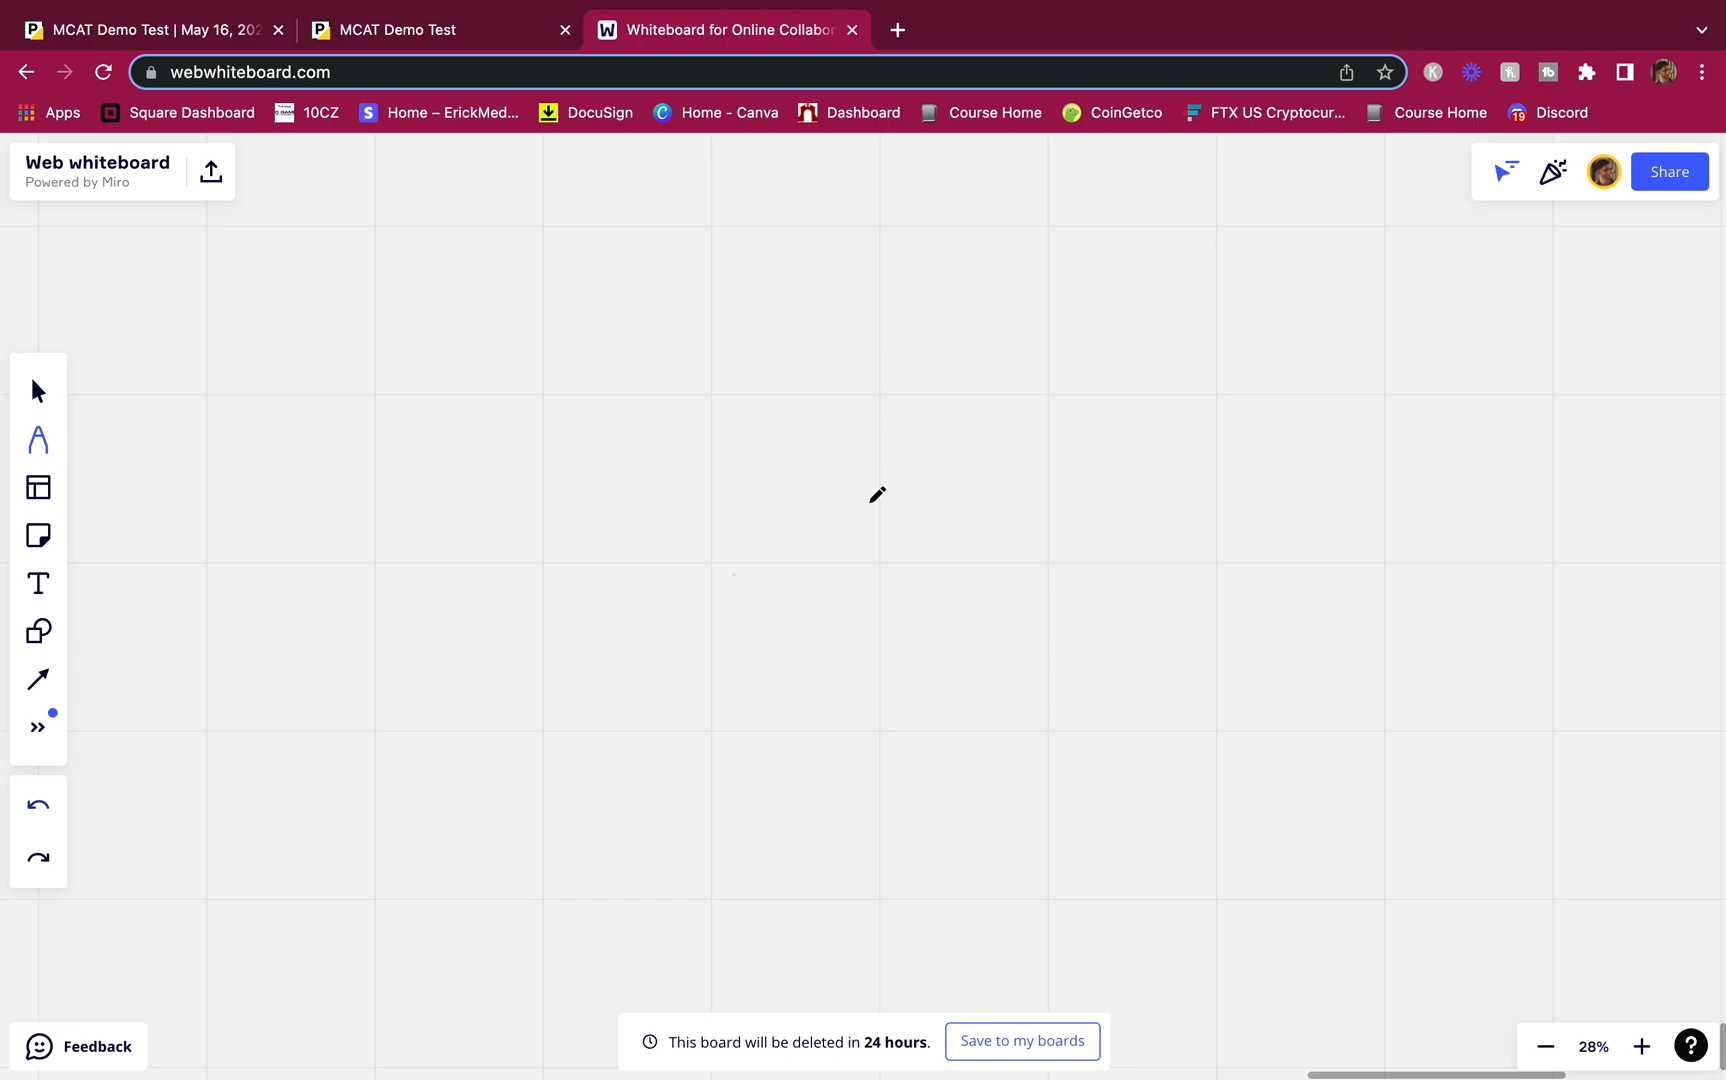 MCAT Demo Test | May 16, 202
MCAT Demo Test
Whiteboard for Online Collabor
webwhiteboard.com
Apps
Square Dashboard
10CZ
Home – ErickMed...
DocuSign
Home - Canva
Dashboard
Course Home
CoinGetco
FTX US Cryptocur...
Course Home
19
Discord
Web whiteboard
Powered by Miro
Share
Feedback
This board will be deleted in 24 hours.
Save to my boards
28%